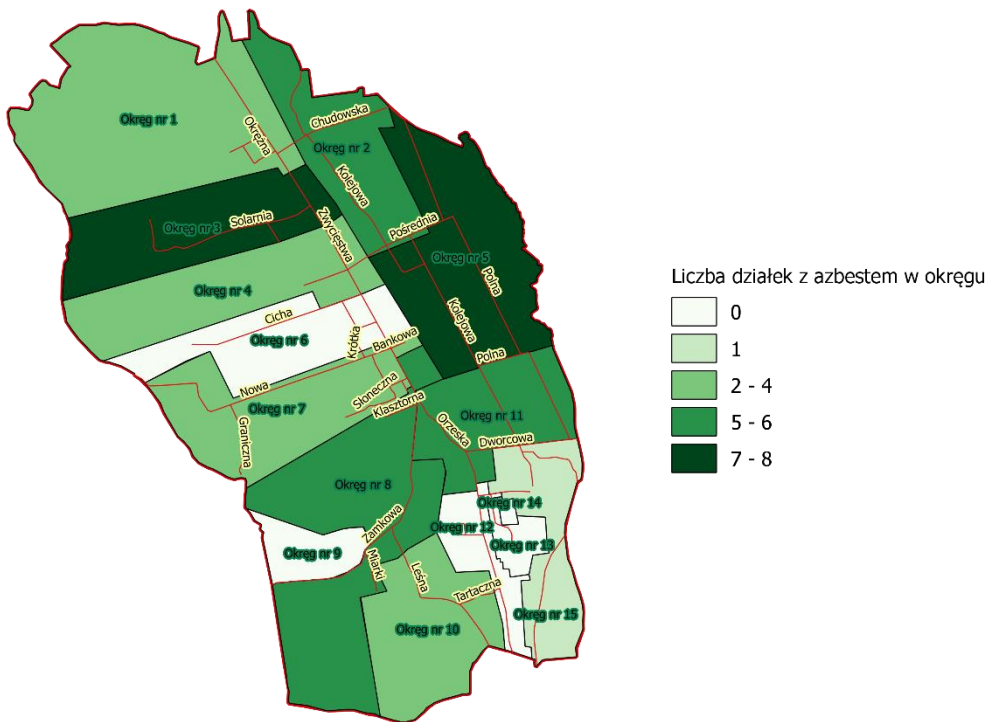 Okręg nr 1
Okrężna
Chudowska
Okręg nr 2
Kolejowa
Okręg nr 3
Solarnia
Zwycięstwa
Pośrednia
Okręg nr 5
Polna
Okręg nr 4
Kolejowa
Cicha
Okręg nr 6
Krótka
Bankowa
Polna
Nowa
Słoneczna
Okręg nr 7
Klasztorna
Okręg nr 11
Graniczna
Orzeska
Dworcowa
Okręg nr 8
Okręg nr 14
Zamkowa
Okręg nr 12
Okręg nr 13
Okręg nr 9
Miarki
Leśna
Tartaczna
Okręg nr 15
Okręg nr 10
Liczba działek z azbestem w okręgu
0
1
2 - 4
5 - 6
7 - 8